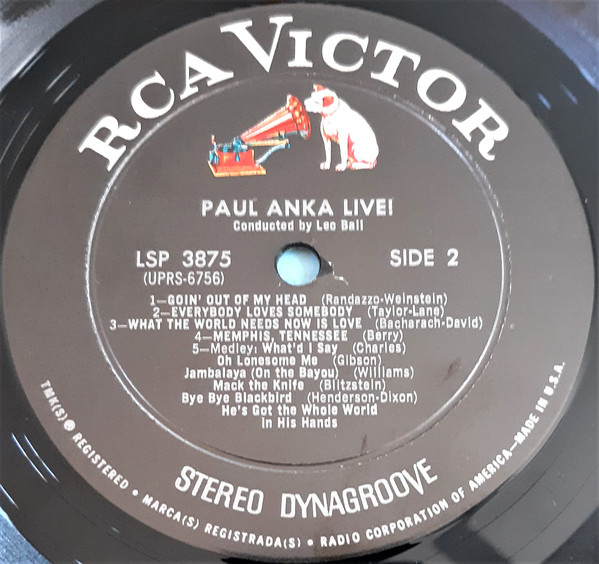 RCA VICTOR
PAUL ANKA LIVE!
Conducted by Leo Ball
LSP 3875 SIDE 2
(UPRS-6756)
1—GOIN' OUT OF MY HEAD (Randazzo-Weinstein)
2—EVERYBODY LOVES SOMEBODY (Taylor-Lane)
3—WHAT THE WORLD NEEDS NOW IS LOVE (Bacharach-David)
4—MEMPHIS, TENNESSEE (Berry)
5—Medley: What'd I Say (Charles)
Oh Lonesome Me (Gibson)
Jambalaya (On the Bayou) (Williams)
Mack the Knife (Blitzstein)
Bye Bye Blackbird (Henderson-Dixon)
He's Got the Whole World
in His Hands
STEREO DYNAGROOVE
TMK(S) ® REGISTERED • MARCA(S) REGISTRADA(S) • RADIO CORPORATION OF AMERICA—MADE IN U.S.A.